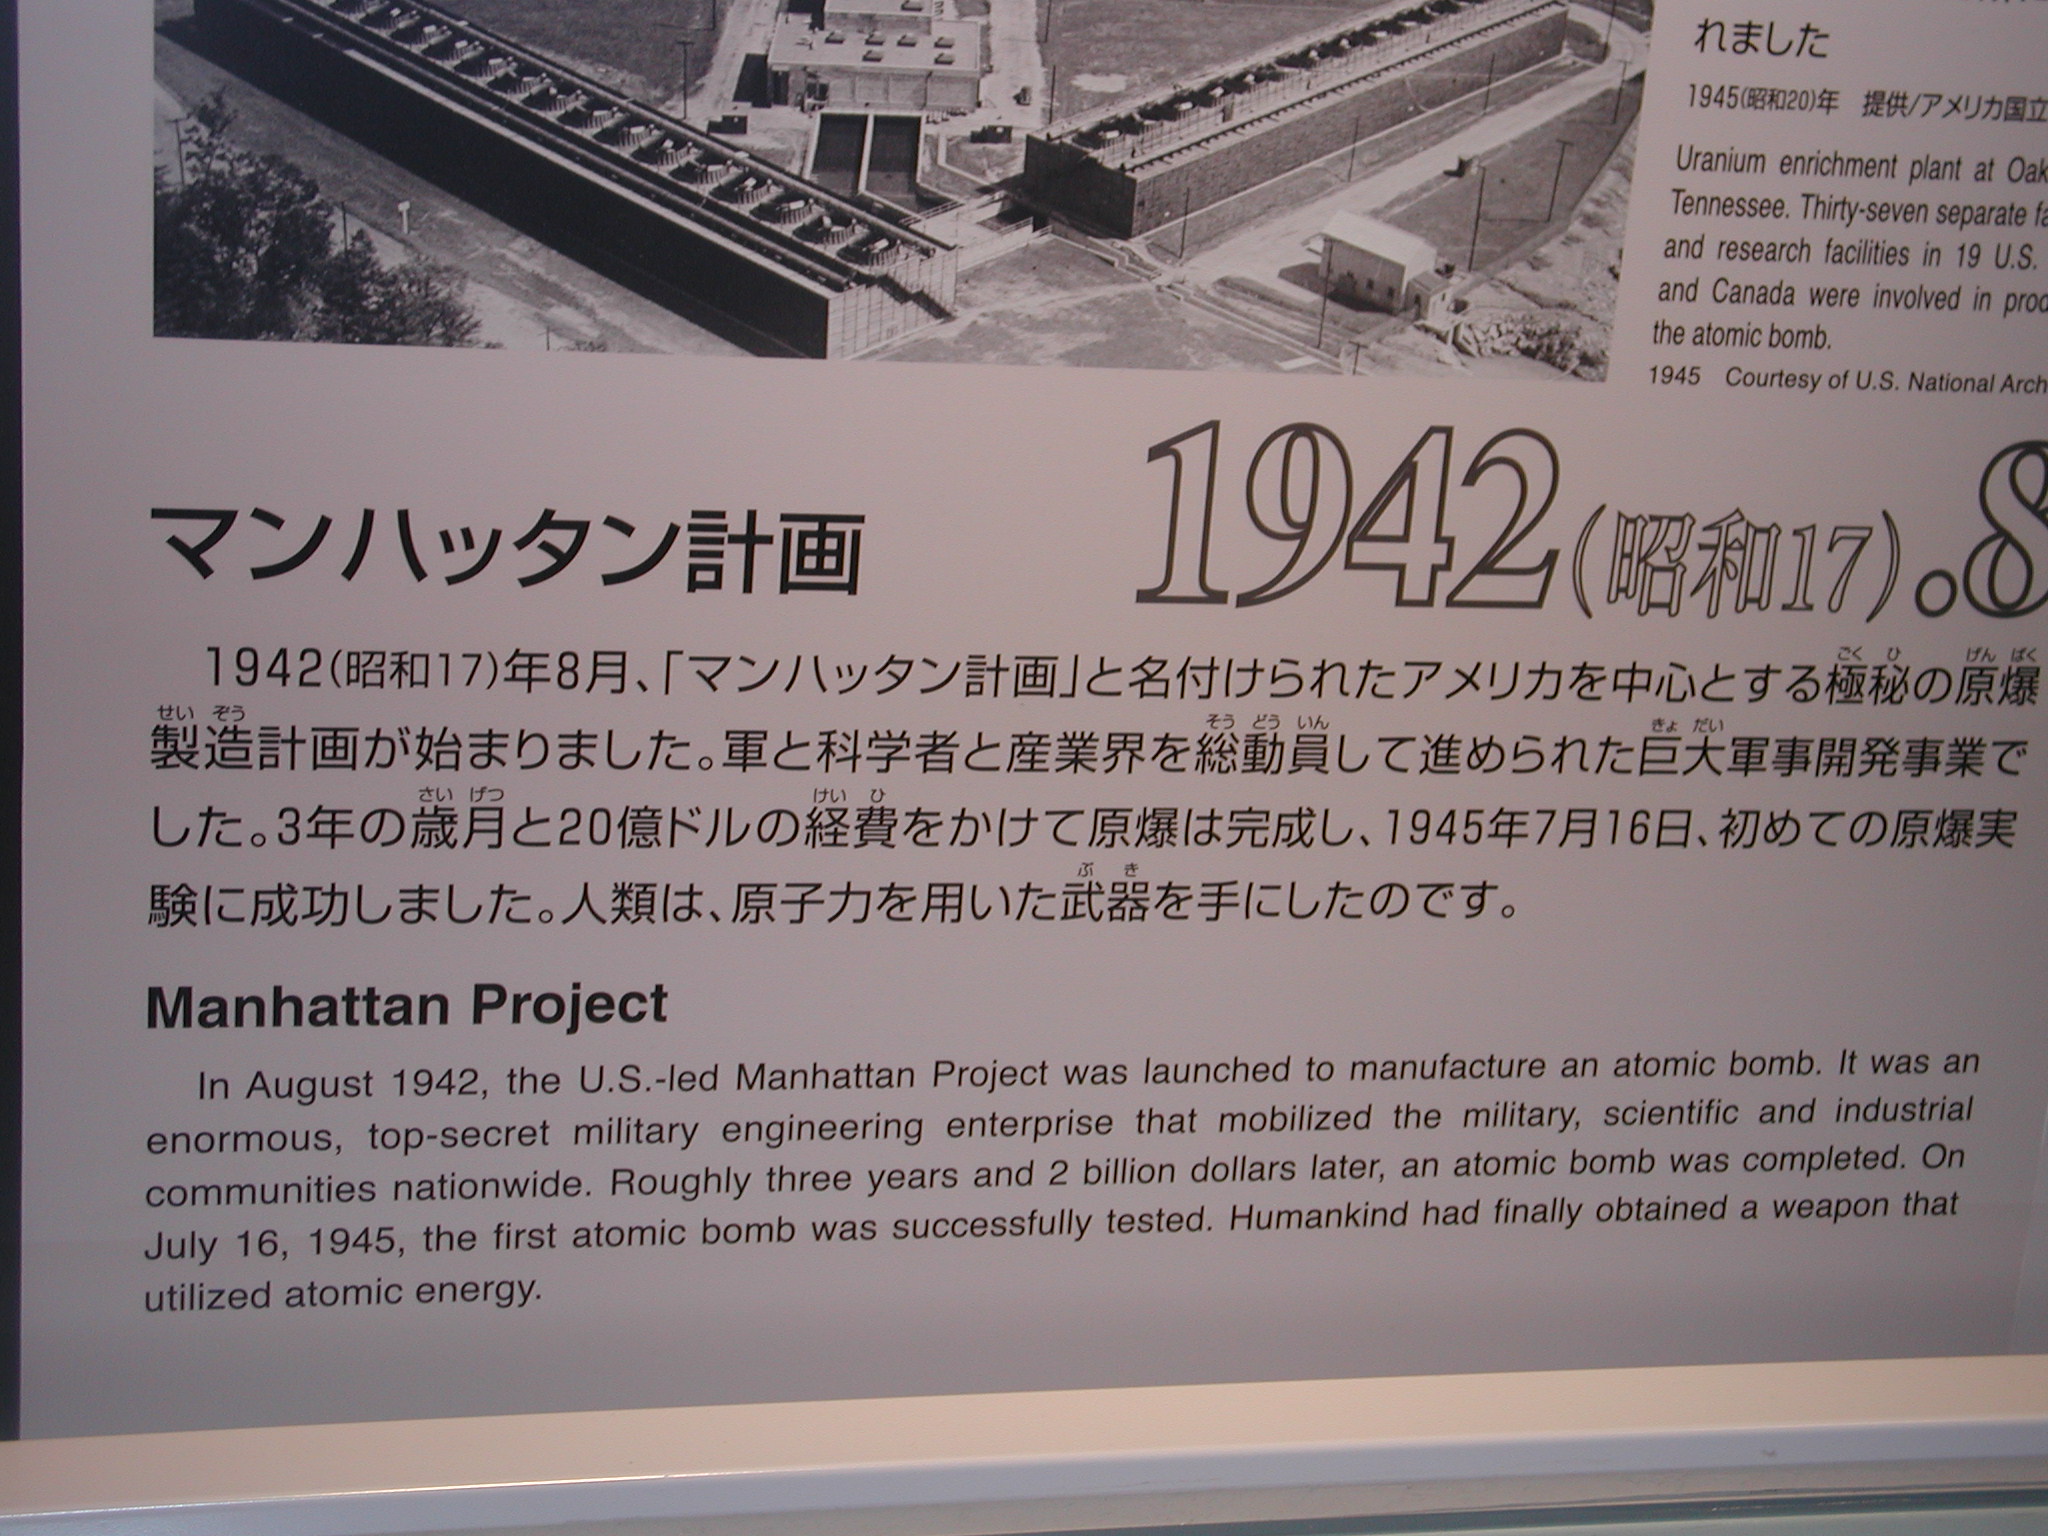 れました
1945(昭和20)年 提供/アメリカ国立
Uranium enrichment plant at Oak
Tennessee. Thirty-seven separate fa
and research facilities in 19 U.S.
and Canada were involved in prod
the atomic bomb.
1945 Courtesy of U.S. National Arch
マンハッタン計画
1942(昭和17).8
1942(昭和17)年8月、「マンハッタン計画」と名付けられたアメリカを中心とする極秘の原爆
製造計画が始まりました。軍と科学者と産業界を総動員して進められた巨大軍事開発事業で
した。3年の歳月と20億ドルの経費をかけて原爆は完成し、1945年7月16日、初めての原爆実
験に成功しました。人類は、原子力を用いた武器を手にしたのです。
Manhattan Project
In August 1942, the U.S.-led Manhattan Project was launched to manufacture an atomic bomb. It was an
enormous, top-secret military engineering enterprise that mobilized the military, scientific and industrial
communities nationwide. Roughly three years and 2 billion dollars later, an atomic bomb was completed. On
July 16, 1945, the first atomic bomb was successfully tested. Humankind had finally obtained a weapon that
utilized atomic energy.